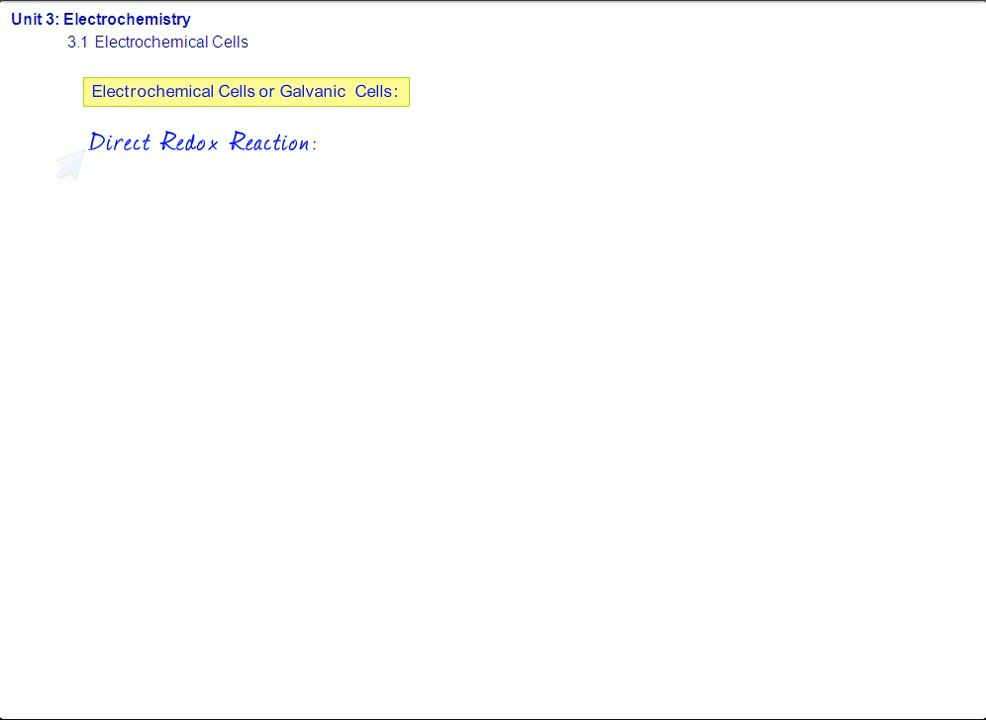 Unit 3: Electrochemistry
3.1 Electrochemical Cells
Electrochemical Cells or Galvanic Cells:
Direct Redox Reaction: